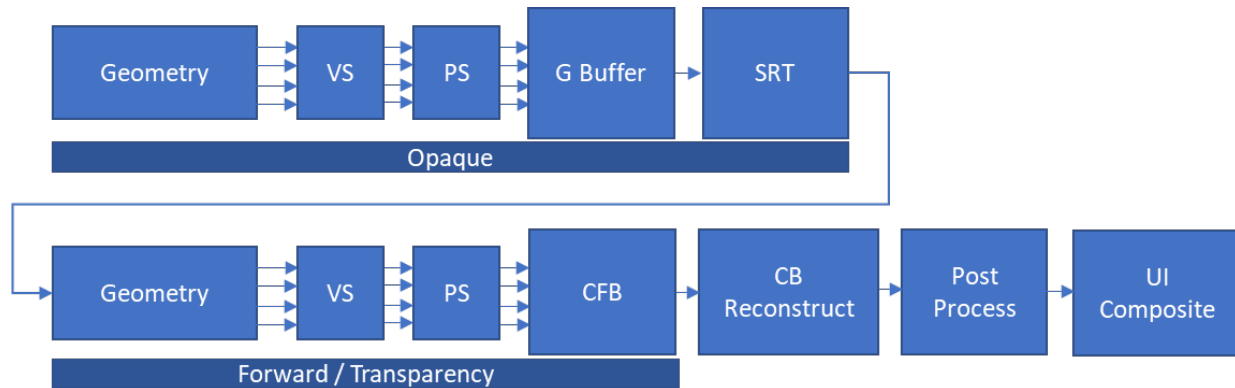 Geometry
VS
PS
G Buffer
SRT
Opaque
Geometry
VS
PS
CFB
CB
Reconstruct
Post
Process
UI
Composite
Forward / Transparency